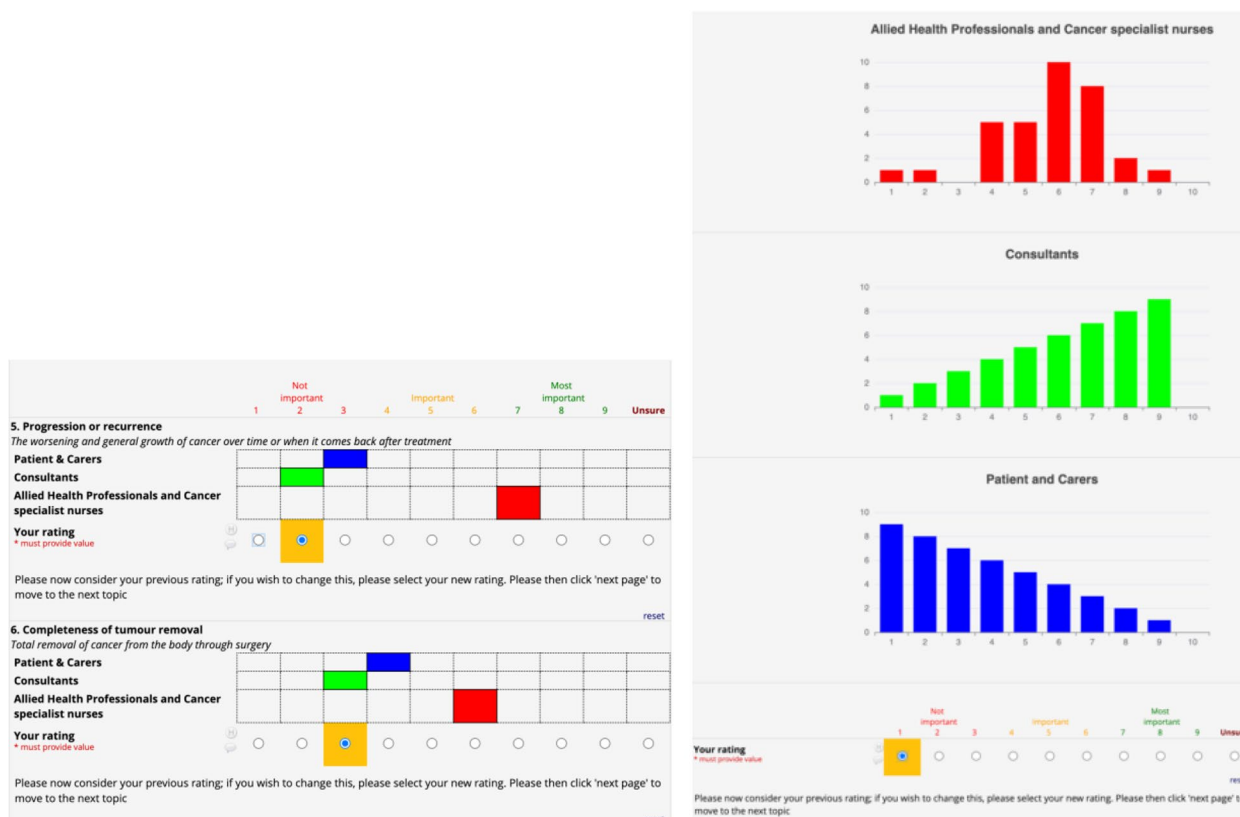 Not
important
Important
Most
important
1 2 3 4 5 6 7 8 9 Unsure
5. Progression or recurrence
The worsening and general growth of cancer over time or when it comes back after treatment
Patient & Carers
Consultants
Allied Health Professionals and Cancer
specialist nurses
Your rating
* must provide value
Please now consider your previous rating; if you wish to change this, please select your new rating. Please then click 'next page' to
move to the next topic
reset
6. Completeness of tumour removal
Total removal of cancer from the body through surgery
Patient & Carers
Consultants
Allied Health Professionals and Cancer
specialist nurses
Your rating
* must provide value
Please now consider your previous rating; if you wish to change this, please select your new rating. Please then click 'next page' to
move to the next topic
Allied Health Professionals and Cancer specialist nurses
10
8
6
4
2
0
1 2 3 4 5 6 7 8 9 10
Consultants
10
8
6
4
2
0
1 2 3 4 5 6 7 8 9 10
Patient and Carers
10
8
6
4
2
0
1 2 3 4 5 6 7 8 9 10
Not
important
Important
Most
important
1 2 3 4 5 6 7 8 9
Your rating
* must provide value
Please now consider your previous rating; if you wish to change this, please select your new rating. Please then click 'next page'
move to the next topic